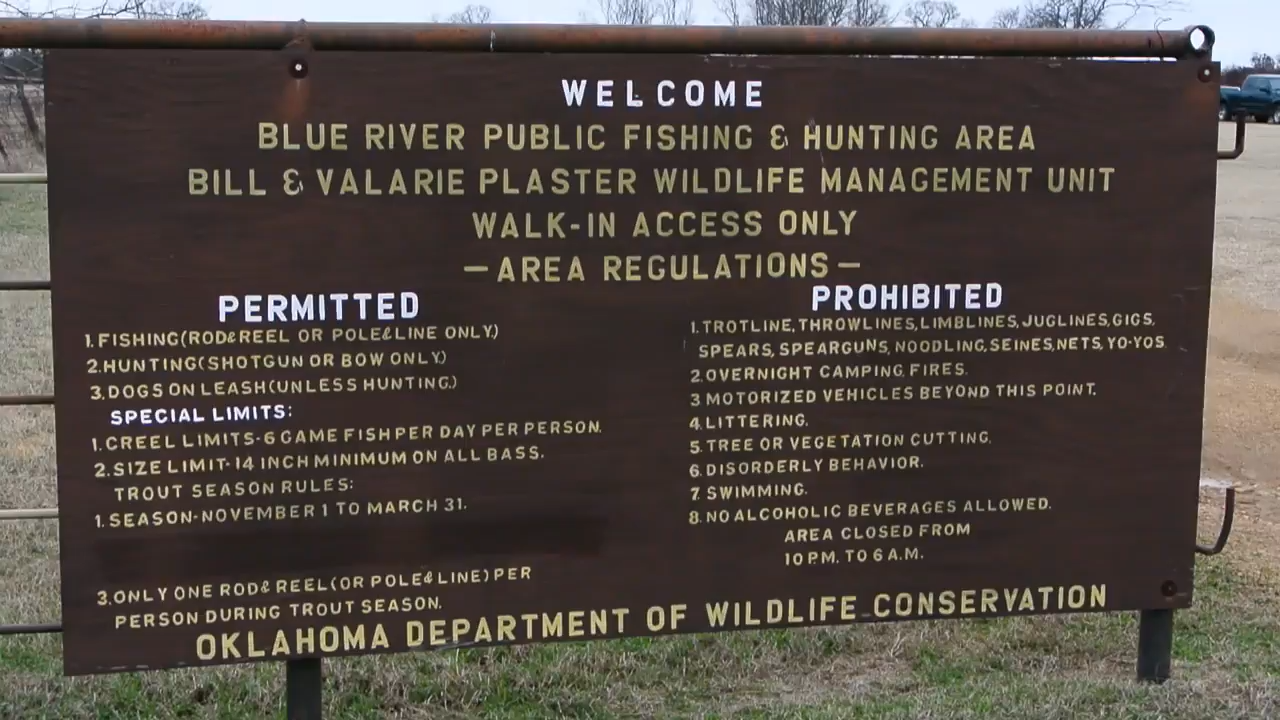 WELCOME
BLUE RIVER PUBLIC FISHING & HUNTING AREA
BILL & VALARIE PLASTER WILDLIFE MANAGEMENT UNIT
WALK-IN ACCESS ONLY
— AREA REGULATIONS —
PERMITTED
1. FISHING (ROD & REEL OR POLE & LINE ONLY.)
2. HUNTING (SHOTGUN OR BOW ONLY.)
3. DOGS ON LEASH (UNLESS HUNTING.)
SPECIAL LIMITS:
1. CREEL LIMITS-6 GAME FISH PER DAY PER PERSON.
2. SIZE LIMIT-14 INCH MINIMUM ON ALL BASS.
TROUT SEASON RULES:
1. SEASON-NOVEMBER 1 TO MARCH 31.
3. ONLY ONE ROD & REEL (OR POLE & LINE) PER
PERSON DURING TROUT SEASON.
PROHIBITED
1. TROTLINE, THROWLINES, LIMBLINES, JUGLINES, GIGS,
SPEARS, SPEARGUNS, NOODLING, SEINES, NETS, YO-YOS.
2. OVERNIGHT CAMPING, FIRES.
3 MOTORIZED VEHICLES BEYOND THIS POINT.
4. LITTERING.
5. TREE OR VEGETATION CUTTING.
6. DISORDERLY BEHAVIOR.
7. SWIMMING.
8. NO ALCOHOLIC BEVERAGES ALLOWED.
AREA CLOSED FROM
10 P.M. TO 6 A.M.
OKLAHOMA DEPARTMENT OF WILDLIFE CONSERVATION